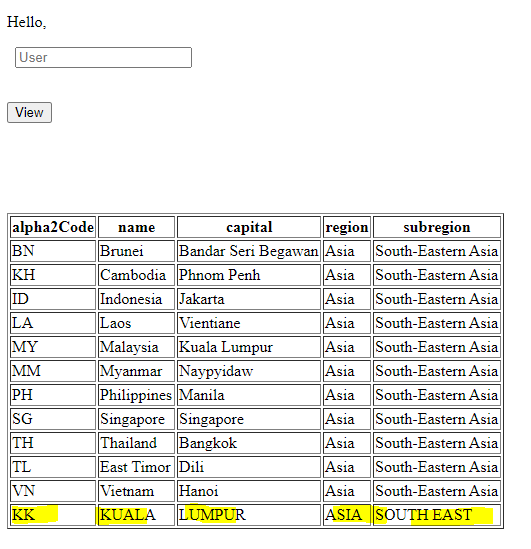 Hello,
User
View
alpha2Code name capital region subregion
BN Brunei Bandar Seri Begawan Asia South-Eastern Asia
KH Cambodia Phnom Penh Asia South-Eastern Asia
ID Indonesia Jakarta Asia South-Eastern Asia
LA Laos Vientiane Asia South-Eastern Asia
MY Malaysia Kuala Lumpur Asia South-Eastern Asia
MM Myanmar Naypyidaw Asia South-Eastern Asia
PH Philippines Manila Asia South-Eastern Asia
SG Singapore Singapore Asia South-Eastern Asia
TH Thailand Bangkok Asia South-Eastern Asia
TL East Timor Dili Asia South-Eastern Asia
VN Vietnam Hanoi Asia South-Eastern Asia
KK KUALA LUMPUR ASIA SOUTH EAST